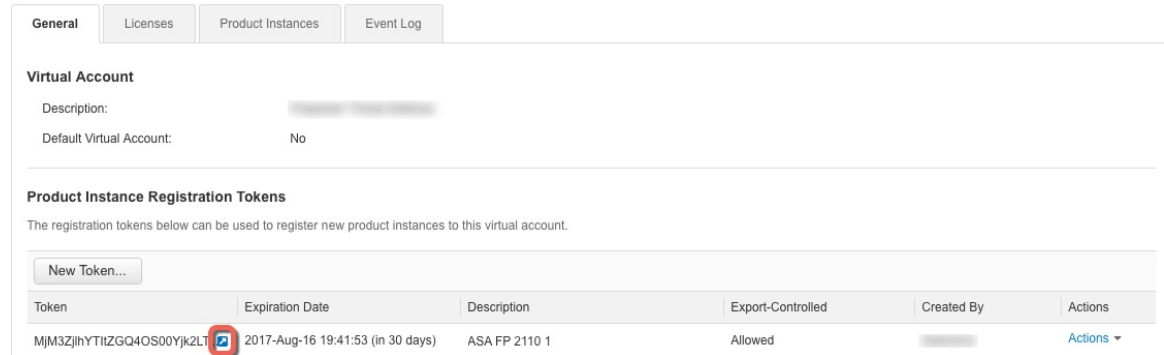 General Licenses Product Instances Event Log
Virtual Account
Description:
Default Virtual Account: No
Product Instance Registration Tokens
The registration tokens below can be used to register new product instances to this virtual account.
New Token...
Token Expiration Date Description Export-Controlled Created By Actions
MjM3ZjlhYTItZGQ4OS00Yjk2LT 2017-Aug-16 19:41:53 (in 30 days) ASA FP 2110 1 Allowed Actions